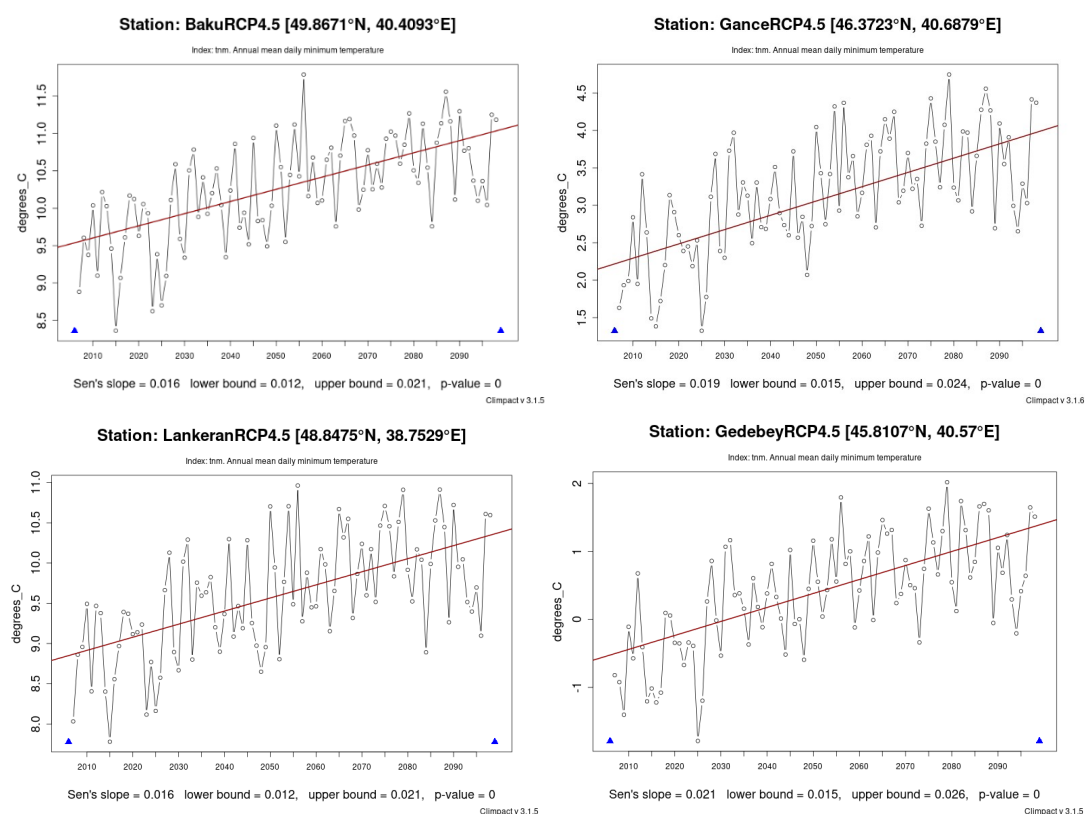 Station: BakuRCP4.5 [49.8671°N, 40.4093°E]
Index: tnm. Annual mean daily minimum temperature
degrees_C
11.5
11.0
10.5
10.0
9.5
9.0
8.5
2010 2020 2030 2040 2050 2060 2070 2080 2090
Sen's slope = 0.016 lower bound = 0.012, upper bound = 0.021, p-value = 0
Climpact v 3.1.5
Station: GanceRCP4.5 [46.3723°N, 40.6879°E]
Index: tnm. Annual mean daily minimum temperature
degrees_C
4.5
4.0
3.5
3.0
2.5
2.0
1.5
2010 2020 2030 2040 2050 2060 2070 2080 2090
Sen's slope = 0.019 lower bound = 0.015, upper bound = 0.024, p-value = 0
Climpact v 3.1.6
Station: LankeranRCP4.5 [48.8475°N, 38.7529°E]
Index: tnm. Annual mean daily minimum temperature
degrees_C
11.0
10.5
10.0
9.5
9.0
8.5
8.0
2010 2020 2030 2040 2050 2060 2070 2080 2090
Sen's slope = 0.016 lower bound = 0.012, upper bound = 0.021, p-value = 0
Climpact v 3.1.5
Station: GedebeyRCP4.5 [45.8107°N, 40.57°E]
Index: tnm. Annual mean daily minimum temperature
degrees_C
2
1
0
-1
2010 2020 2030 2040 2050 2060 2070 2080 2090
Sen's slope = 0.021 lower bound = 0.015, upper bound = 0.026, p-value = 0
Climpact v 3.1.5